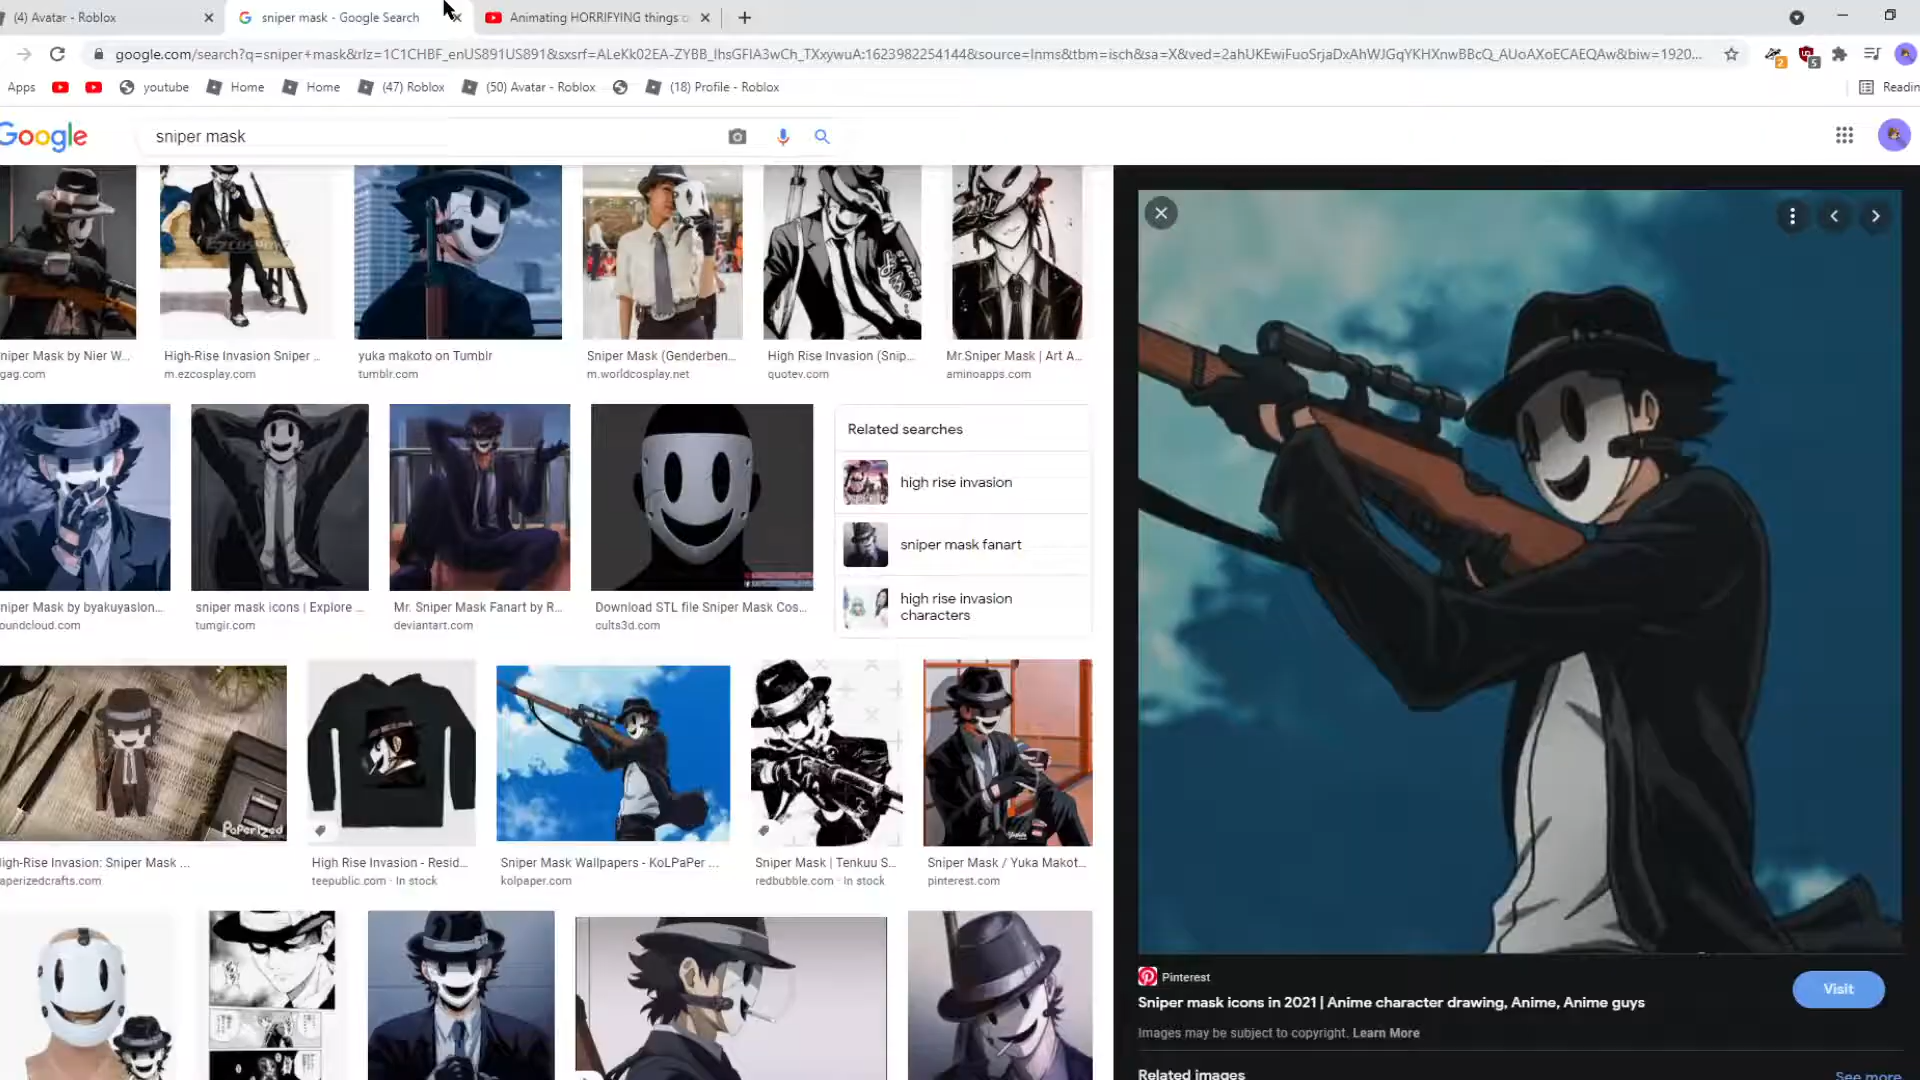 (4) Avatar - Roblox
sniper mask - Google Search
Animating HORRIFYING things o
google.com/search?q=sniper+mask&rlz=1C1CHBF_enUS891US891&sxsrf=ALeKk02EA-ZYBB_IhsGFIA3wCh_TXxywuA:1623982254144&source=lnms&tbm=isch&sa=X&ved=2ahUKEwiFuoSrjaDxAhWJGqYKHXnwBBcQ_AUoAXoECAEQAw&biw=1920...
2
5
Apps
youtube
Home
Home
(47) Roblox
(50) Avatar - Roblox
(18) Profile - Roblox
Readin
Google
sniper mask
EZCOSPLAY
niper Mask by Nier W...
gag.com
High-Rise Invasion Sniper ...
m.ezcosplay.com
yuka makoto on Tumblr
tumblr.com
Sniper Mask (Genderben...
m.worldcosplay.net
High Rise Invasion (Snip...
quotev.com
Mr.Sniper Mask | Art A...
aminoapps.com
Related searches
high rise invasion
sniper mask fanart
high rise invasion
characters
niper Mask by byakuyaslon...
oundcloud.com
sniper mask icons | Explore ...
tumgir.com
Mr. Sniper Mask Fanart by R...
deviantart.com
Download STL file Sniper Mask Cos...
cults3d.com
Paperized
High-Rise Invasion: Sniper Mask ...
aperizedcrafts.com
High Rise Invasion - Resid...
teepublic.com · In stock
Sniper Mask Wallpapers - KoLPaPer ...
kolpaper.com
Sniper Mask | Tenkuu S...
redbubble.com · In stock
Sniper Mask / Yuka Makot...
pinterest.com
Pinterest
Sniper mask icons in 2021 | Anime character drawing, Anime, Anime guys
Visit
Images may be subject to copyright. Learn More
Related images
See more